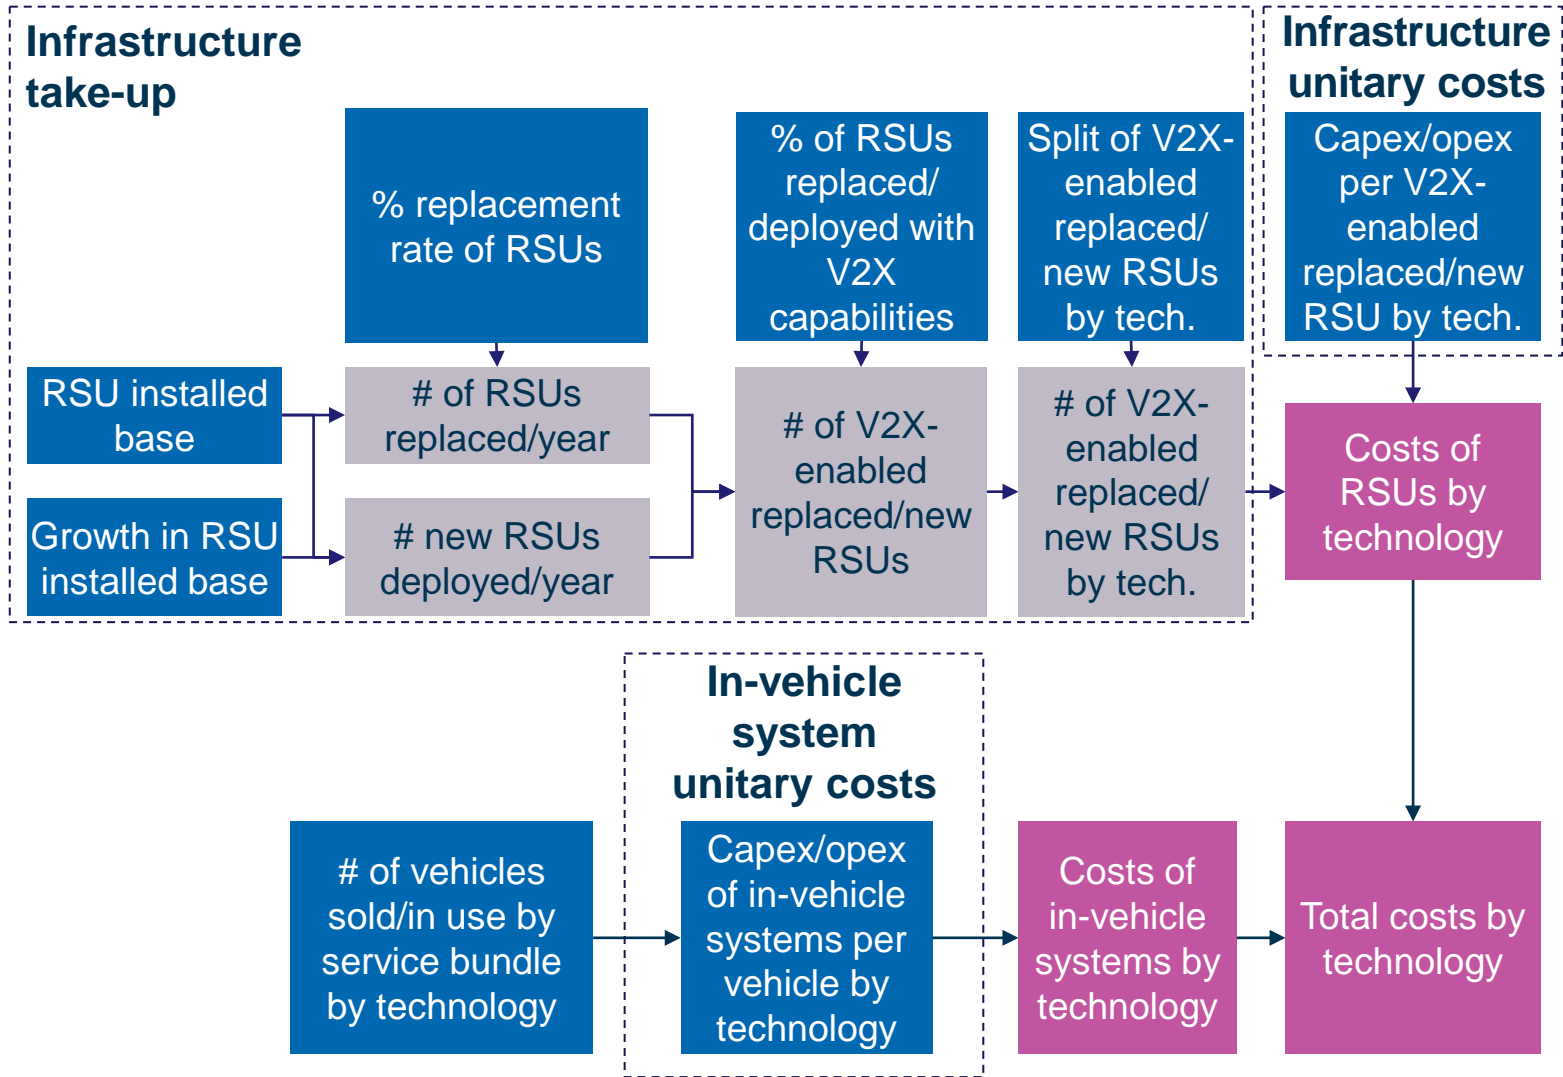 Infrastructure
take-up
Infrastructure
unitary costs
% replacement
rate of RSUs
% of RSUs
replaced/
deployed with
V2X
capabilities
Split of V2X-
enabled
replaced/
new RSUs
by tech.
Capex/opex
per V2X-
enabled
replaced/new
RSU by tech.
RSU installed
base
# of RSUs
replaced/year
# of V2X-
enabled
replaced/new
RSUs
# of V2X-
enabled
replaced/
new RSUs
by tech.
Costs of
RSUs by
technology
Growth in RSU
installed base
# new RSUs
deployed/year
In-vehicle
system
unitary costs
# of vehicles
sold/in use by
service bundle
by technology
Capex/opex
of in-vehicle
systems per
vehicle by
technology
Costs of
in-vehicle
systems by
technology
Total costs by
technology